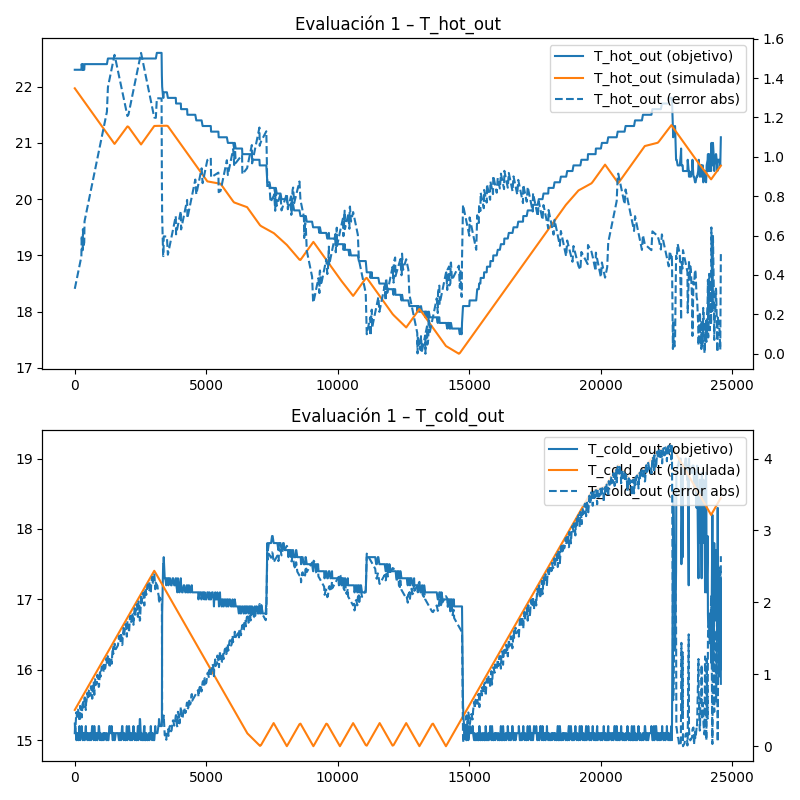 Evaluación 1 – T_hot_out
T_hot_out (objetivo)
T_hot_out (simulada)
T_hot_out (error abs)
22
21
20
19
18
17
1.6
1.4
1.2
1.0
0.8
0.6
0.4
0.2
0.0
0 5000 10000 15000 20000 25000
Evaluación 1 – T_cold_out
T_cold_out (objetivo)
T_cold_out (simulada)
T_cold_out (error abs)
19
18
17
16
15
4
3
2
1
0
0 5000 10000 15000 20000 25000